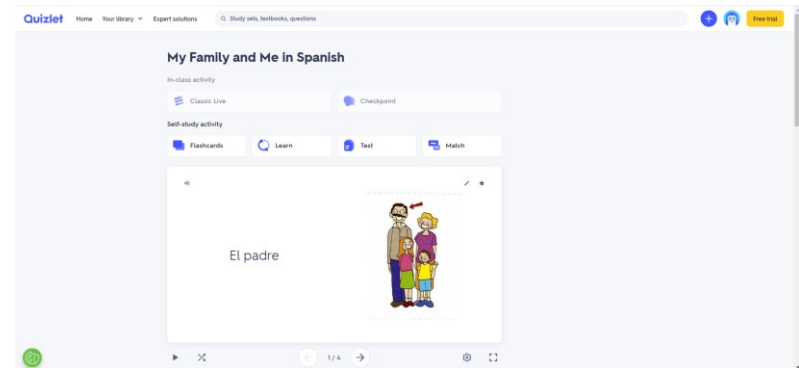 Quizlet Home Your library Expert solutions Study sets, textbooks, questions Free trial
My Family and Me in Spanish
In-class activity
Classic Live Checkpoint
Self-study activity
Flashcards Learn Test Match
El padre
1 / 4